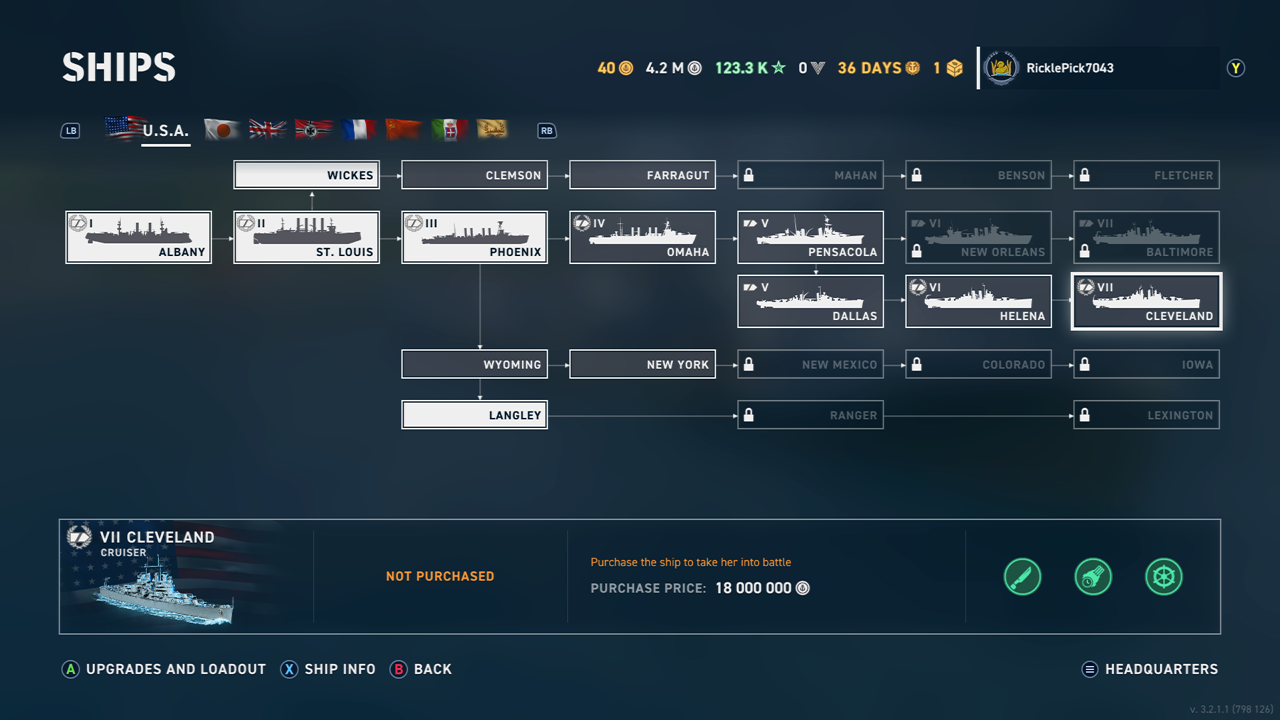 SHIPS
40 4.2 M 123.3 K 0 36 DAYS 1 RicklePick7043 Y
LB U.S.A. RB
WICKES CLEMSON FARRAGUT MAHAN BENSON FLETCHER
I II III IV V VI VII
ALBANY ST. LOUIS PHOENIX OMAHA PENSACOLA NEW ORLEANS BALTIMORE
V VI VII
DALLAS HELENA CLEVELAND
WYOMING NEW YORK NEW MEXICO COLORADO IOWA
LANGLEY RANGER LEXINGTON
VII CLEVELAND
CRUISER
NOT PURCHASED
Purchase the ship to take her into battle
PURCHASE PRICE: 18 000 000
A UPGRADES AND LOADOUT X SHIP INFO B BACK HEADQUARTERS
v. 3.2.1.1 (798 126)